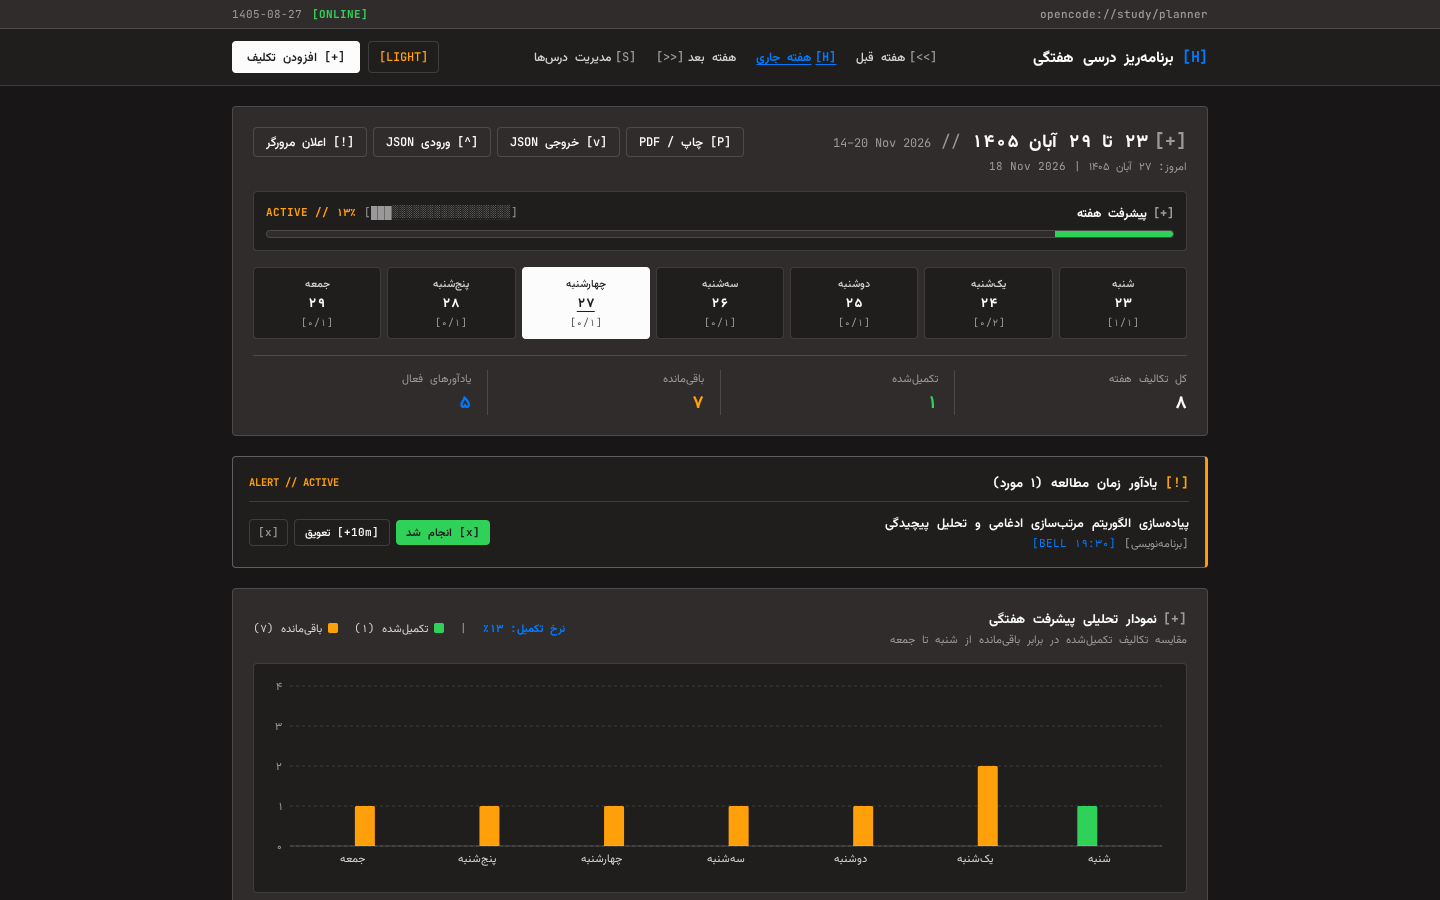 opencode://study/planner
[ONLINE] 1405-08-27
[H] برنامه‌ریز درسی هفتگی
[<<] هفته قبل
[H] هفته جاری
هفته بعد [>>]
[S] مدیریت درس‌ها
[LIGHT]
[+] افزودن تکلیف
[+] ۲۳ تا ۲۹ آبان ۱۴۰۵ // 14–20 Nov 2026
امروز: ۲۷ آبان ۱۴۰۵ | 18 Nov 2026
[P] چاپ / PDF
[v] خروجی JSON
[^] ورودی JSON
[!] اعلان مرورگر
[+] پیشرفت هفته
[███░░░░░░░░░░░░░░░░░] ACTIVE // ۱۳٪
شنبه
۲۳
[۱/۱]
یک‌شنبه
۲۴
[۰/۲]
دوشنبه
۲۵
[۰/۱]
سه‌شنبه
۲۶
[۰/۱]
چهارشنبه
۲۷
[۰/۱]
پنج‌شنبه
۲۸
[۰/۱]
جمعه
۲۹
[۰/۱]
کل تکالیف هفته
۸
تکمیل‌شده
۱
باقی‌مانده
۷
یادآورهای فعال
۵
[!] یادآور زمان مطالعه (۱ مورد)
ALERT // ACTIVE
پیاده‌سازی الگوریتم مرتب‌سازی ادغامی و تحلیل پیچیدگی
[برنامه‌نویسی] [BELL ۱۹:۳۰]
[x] انجام شد
[+10m] تعویق
[x]
[+] نمودار تحلیلی پیشرفت هفتگی
مقایسه تکالیف تکمیل‌شده در برابر باقی‌مانده از شنبه تا جمعه
نرخ تکمیل: ۱۳٪ | تکمیل‌شده (۱) باقی‌مانده (۷)
۴
۳
۲
۱
۰
شنبه
یک‌شنبه
دوشنبه
سه‌شنبه
چهارشنبه
پنج‌شنبه
جمعه